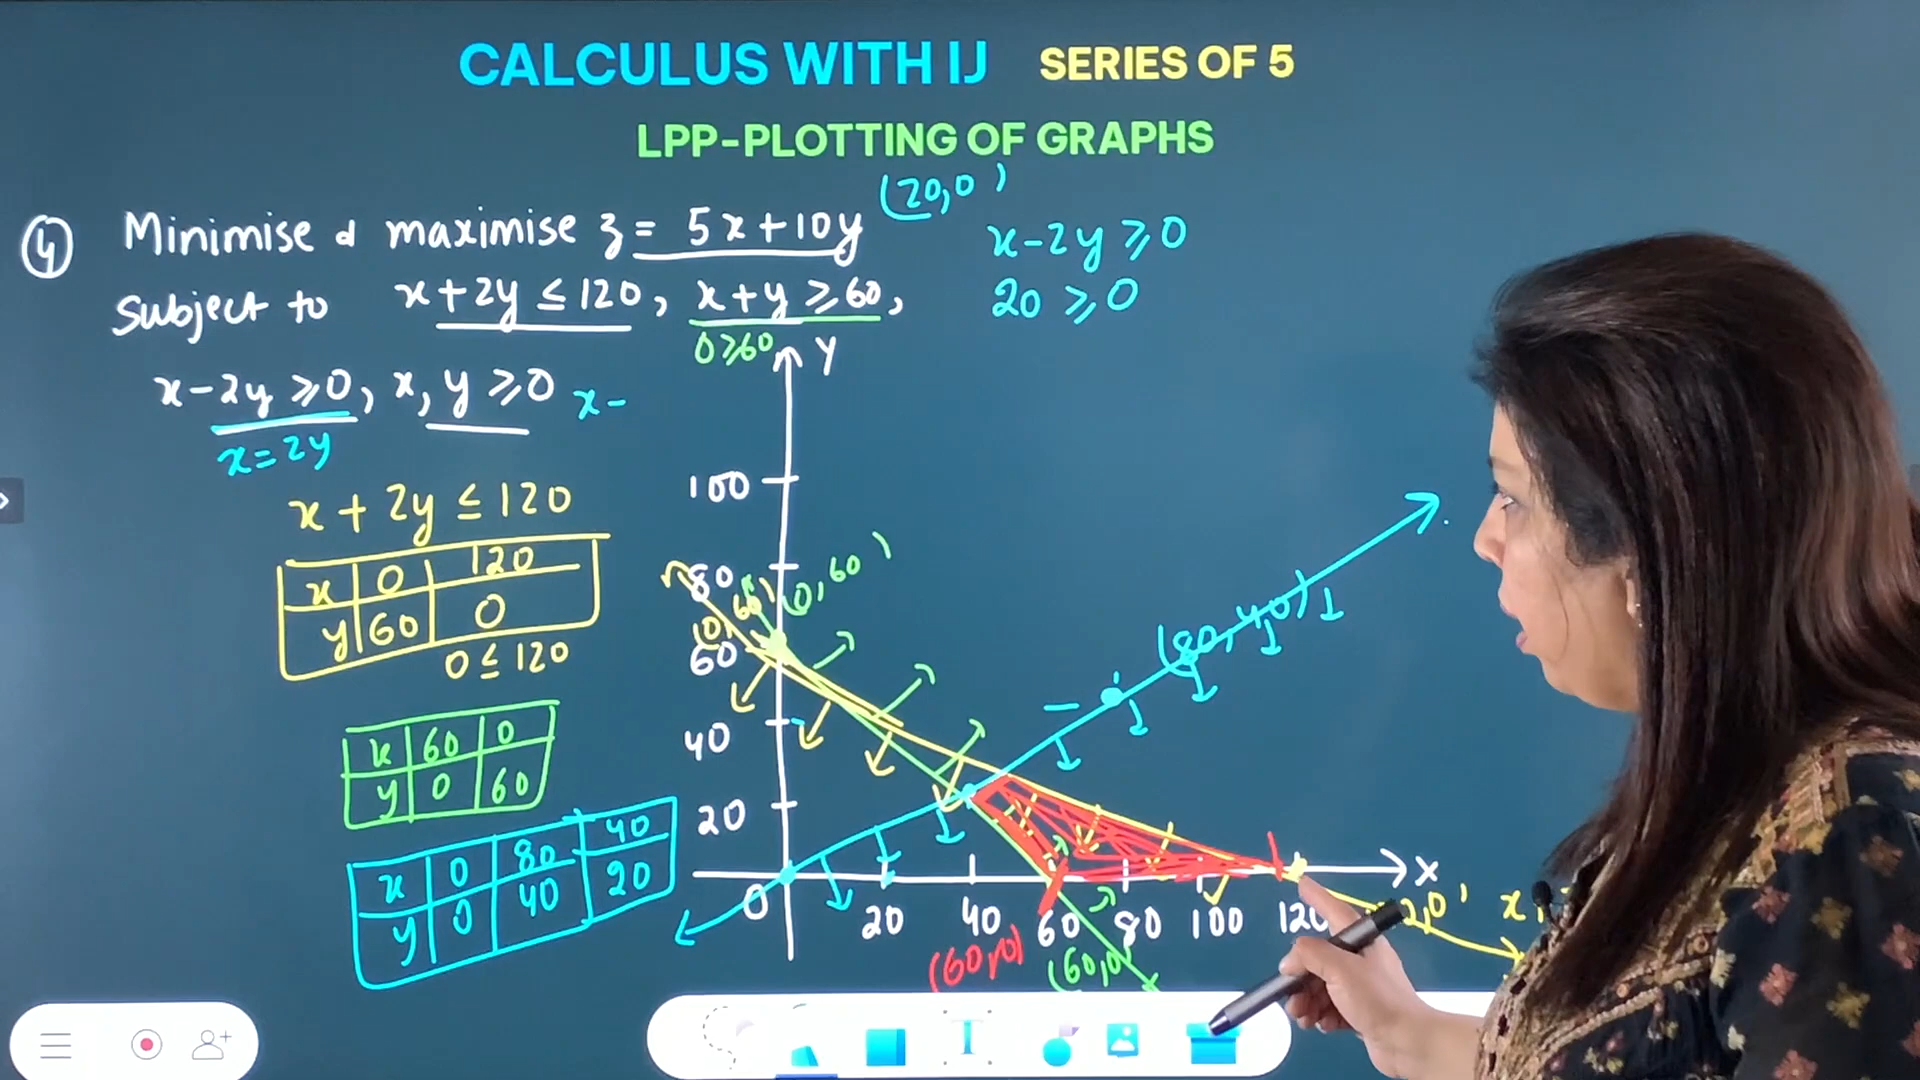 CALCULUS WITH IJ SERIES OF 5
LPP-PLOTTING OF GRAPHS
(20,0)
④ Minimise & maximise z = 5x+10y
x-2y ≥ 0
subject to x+2y ≤ 120, x+y ≥ 60,
20 ≥ 0
0≥60
x-2y ≥ 0, x, y ≥ 0 x-
x=2y
x + 2y ≤ 120
x 0 120
y 60 0
0 ≤ 120
x 60 0
y 0 60
x 0 80 40
y 0 40 20
Y
100
80
(0,60)
(0,60)
60
(80,40)
40
20
X
0 20 40 60 80 100 120
(60,0)
(60,0)
T